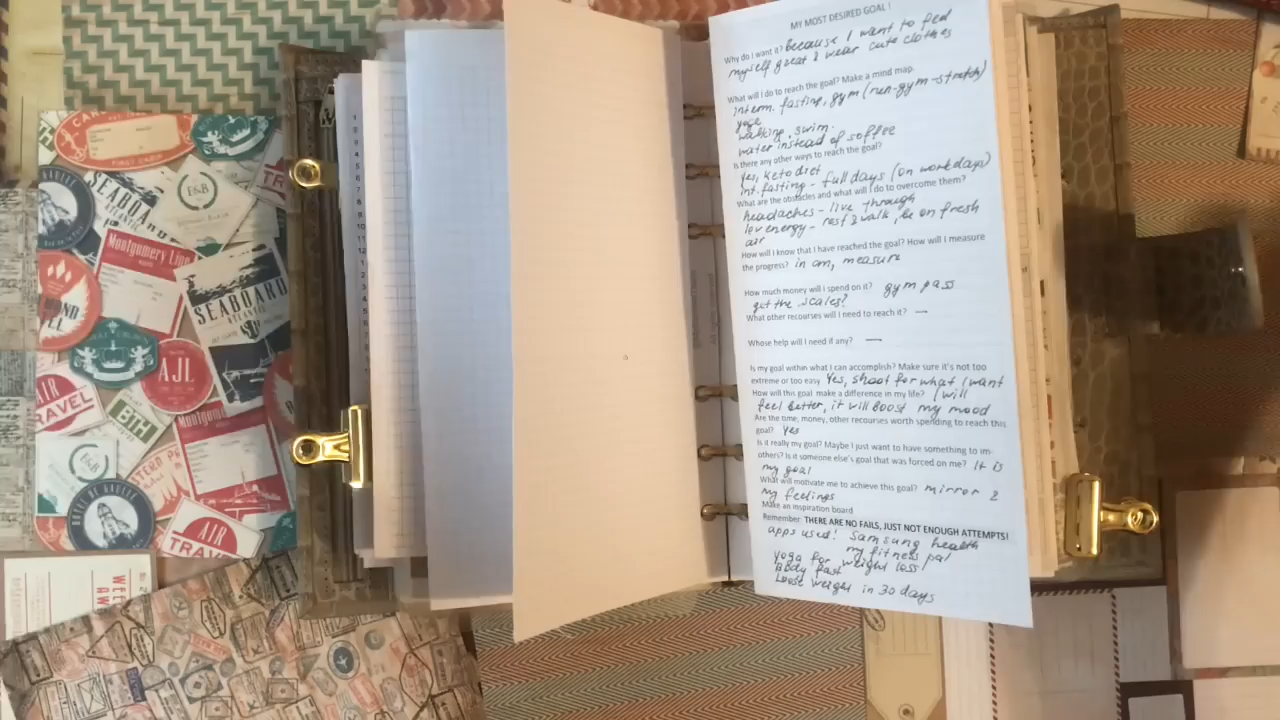 SEABOARD
ATLANTIC
E&B
Montgomery Line
SEABOARD
ATLANTIC
AJL
AIR
TRAVEL
BTH
E&B
AIR
TRAVEL
MY MOST DESIRED GOAL !
Why do I want it? Because I want to feel
myself great & wear cute clothes
What will I do to reach the goal? Make a mind map.
interm. fasting, gym (run-gym-stretch)
yoga
walking, swim.
water instead of soffee
Is there any other ways to reach the goal?
yes, keto diet
int. fasting - full days (on workdays)
What are the obstacles and what will I do to overcome them?
headaches - live through
lev energy - rest & walk, be on fresh
air
How will I know that I have reached the goal? How will I measure
the progress? in cm, measure
How much money will I spend on it? gym pass
get the scales?
What other recourses will I need to reach it? —
Whose help will I need if any? —
Is my goal within what I can accomplish? Make sure it's not too
extreme or too easy. Yes, shoot for what I want
How will this goal make a difference in my life? I will
feel better, it will boost my mood
Are the time, money, other recourses worth spending to reach this
goal? yes
Is it really my goal? Maybe I just want to have something to im-
others? Is it someone else's goal that was forced on me? It is
my goal
What will motivate me to achieve this goal? mirror &
my feelings
Make an inspiration board
Remember: THERE ARE NO FAILS, JUST NOT ENOUGH ATTEMPTS!
apps used! Samsung health
my fitness pal
Yoga for weight loss
Body fast
Loose weight in 30 days